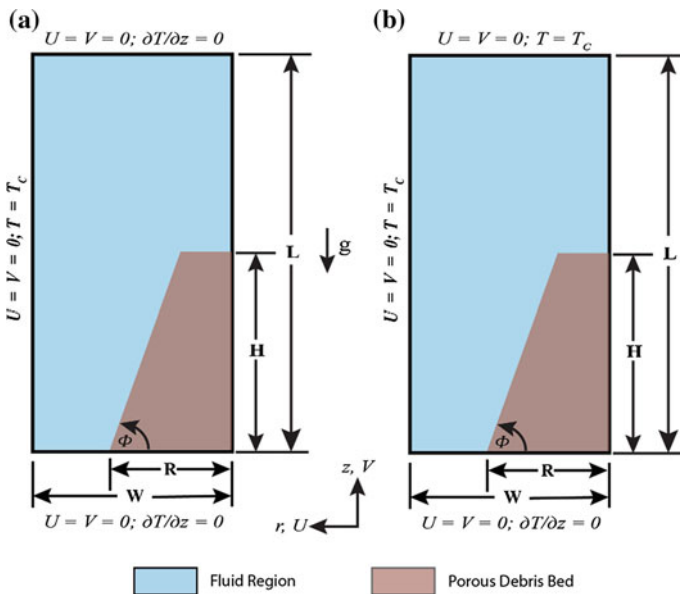 (a)
U = V = 0; ∂T/∂z = 0
U = V = 0; T = T_C
L
g
H
Φ
R
W
U = V = 0; ∂T/∂z = 0
(b)
U = V = 0; T = T_C
U = V = 0; T = T_C
L
H
Φ
R
W
U = V = 0; ∂T/∂z = 0
z, V
r, U
Fluid Region
Porous Debris Bed